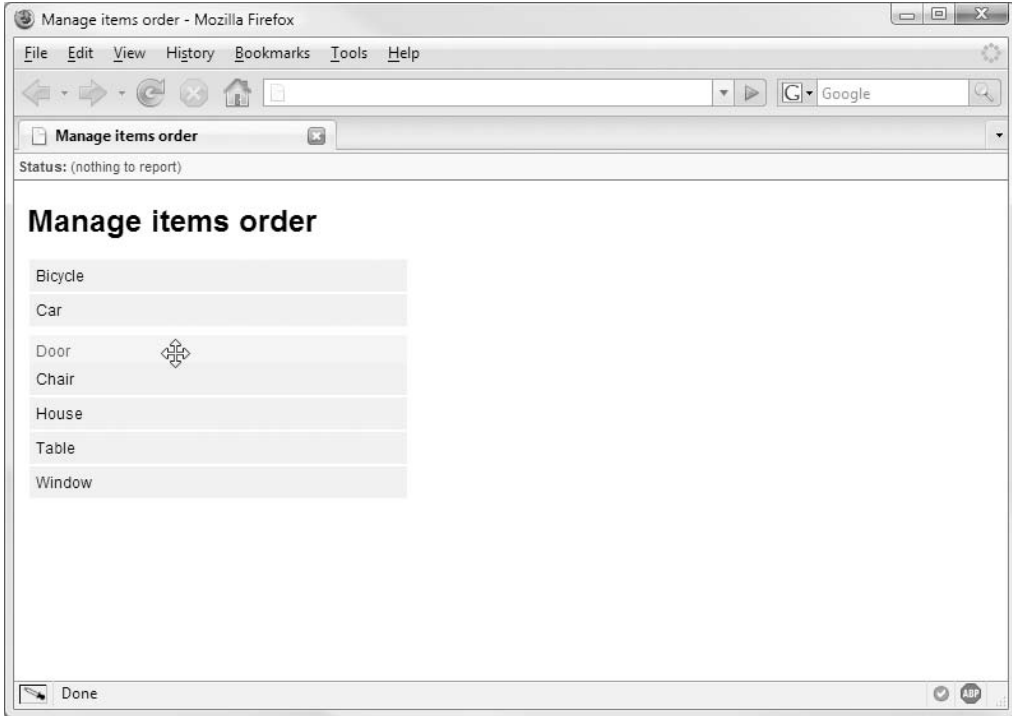 Manage items order - Mozilla Firefox
File Edit View History Bookmarks Tools Help
G Google
Manage items order
Status: (nothing to report)
Manage items order
Bicycle
Car
Door
Chair
House
Table
Window
Done
ABP